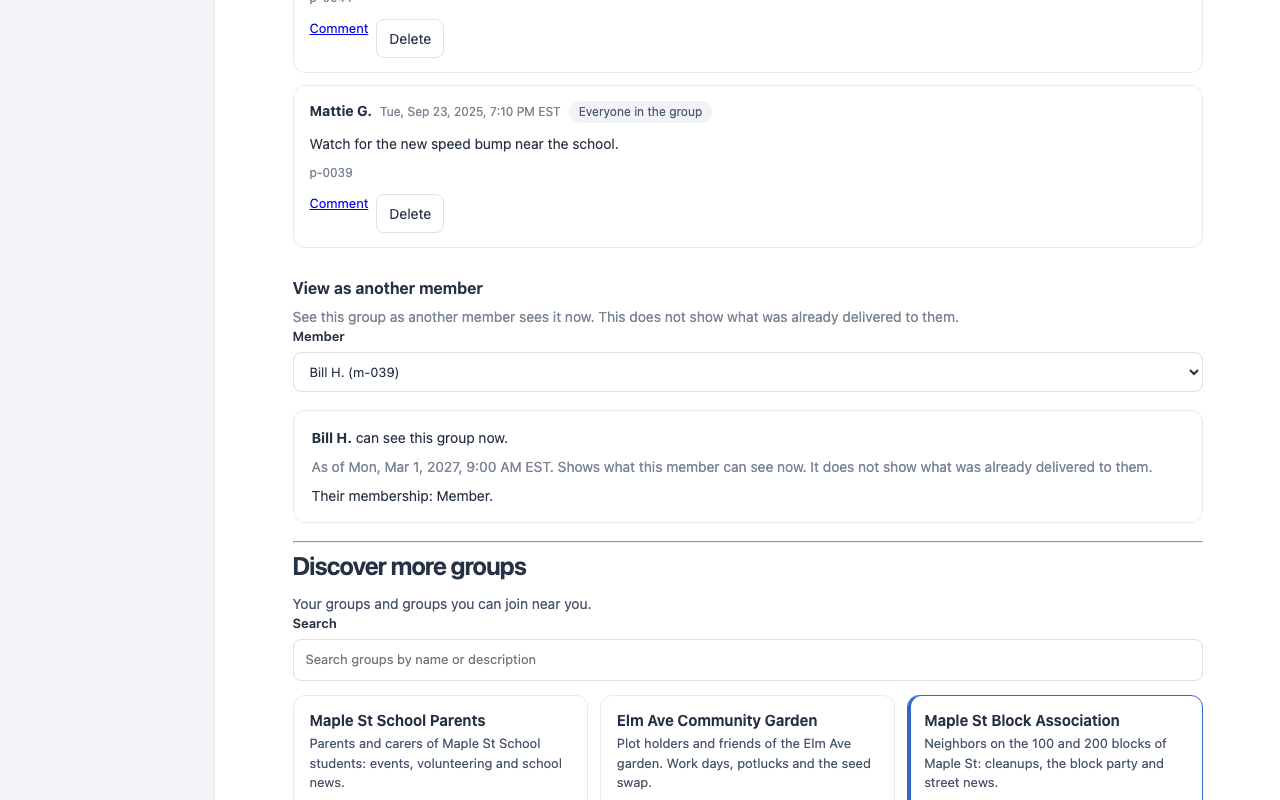 Comment
Delete
Mattie G. Tue, Sep 23, 2025, 7:10 PM EST Everyone in the group
Watch for the new speed bump near the school.
p-0039
Comment
Delete
View as another member
See this group as another member sees it now. This does not show what was already delivered to them.
Member
Bill H. (m-039)
Bill H. can see this group now.
As of Mon, Mar 1, 2027, 9:00 AM EST. Shows what this member can see now. It does not show what was already delivered to them.
Their membership: Member.
Discover more groups
Your groups and groups you can join near you.
Search
Search groups by name or description
Maple St School Parents
Parents and carers of Maple St School
students: events, volunteering and school
news.
Elm Ave Community Garden
Plot holders and friends of the Elm Ave
garden. Work days, potlucks and the seed
swap.
Maple St Block Association
Neighbors on the 100 and 200 blocks of
Maple St: cleanups, the block party and
street news.